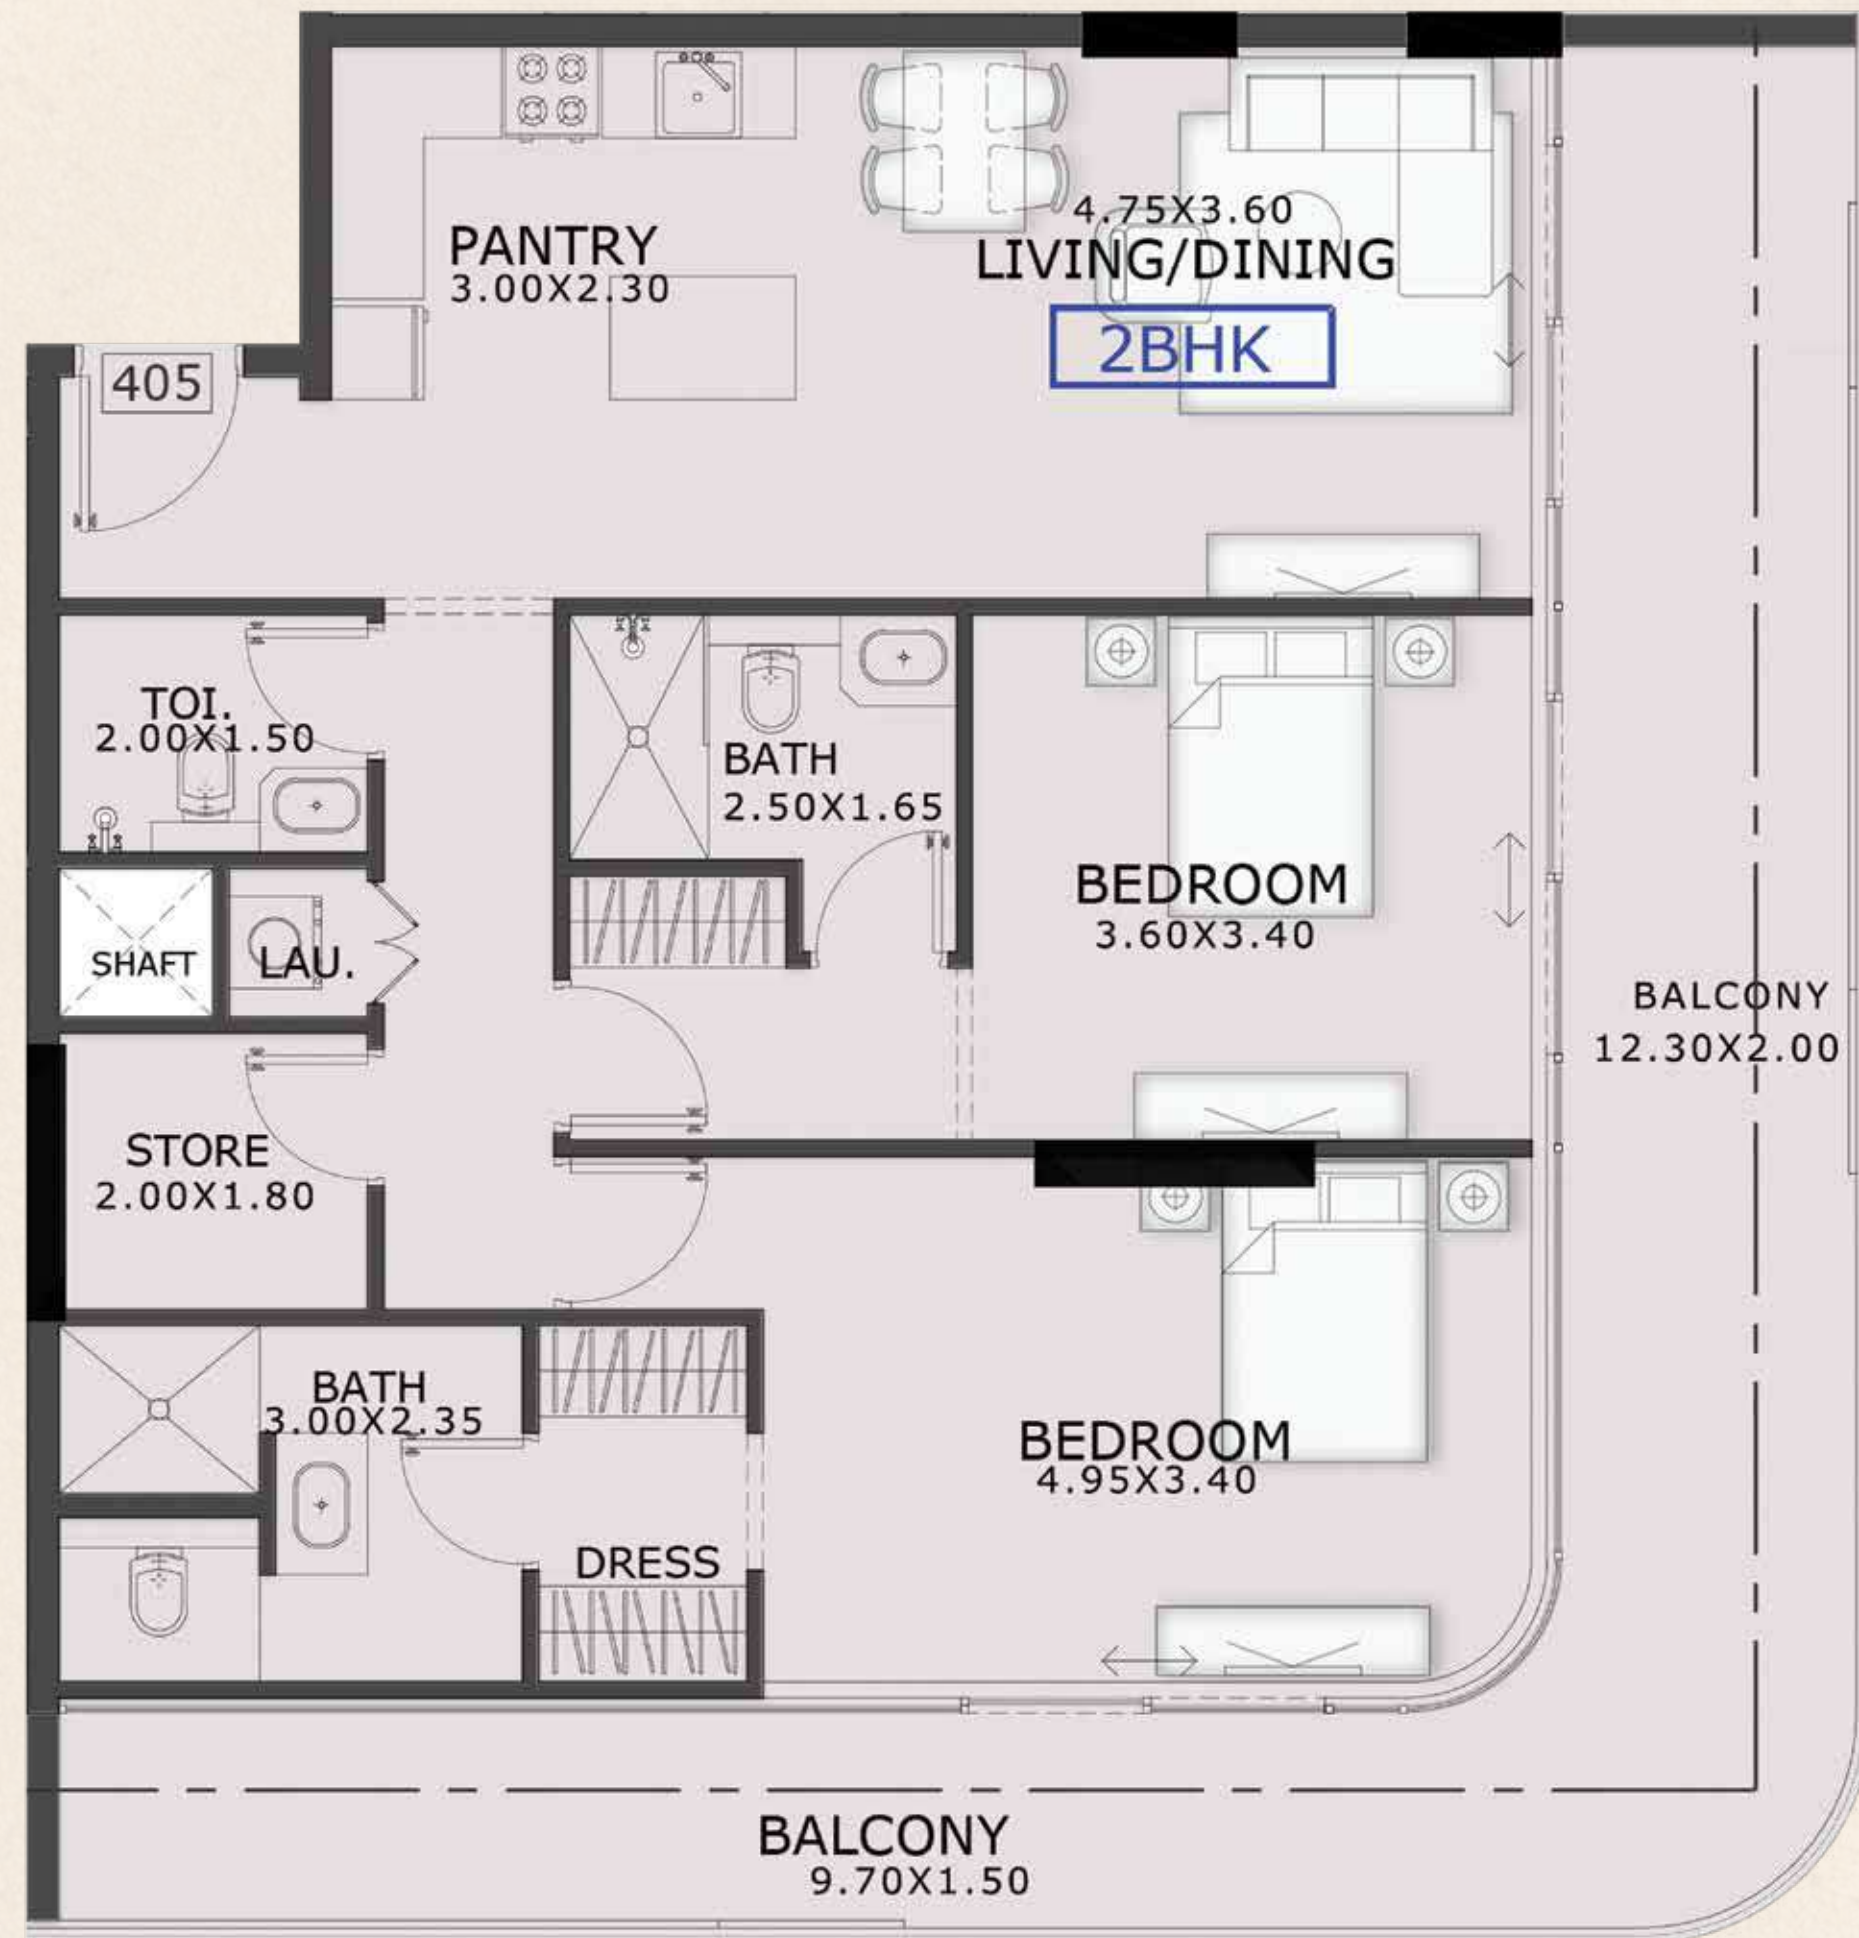 PANTRY
3.00X2.30
4.75X3.60
LIVING/DINING
2BHK
405
TOI.
2.00X1.50
BATH
2.50X1.65
BEDROOM
3.60X3.40
SHAFT
LAU.
BALCONY
12.30X2.00
STORE
2.00X1.80
BATH
3.00X2.35
BEDROOM
4.95X3.40
DRESS
BALCONY
9.70X1.50